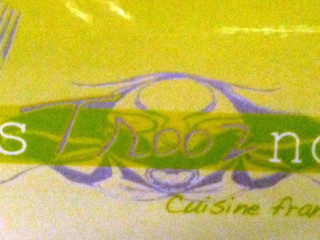 s Trooz no
Cuisine fran